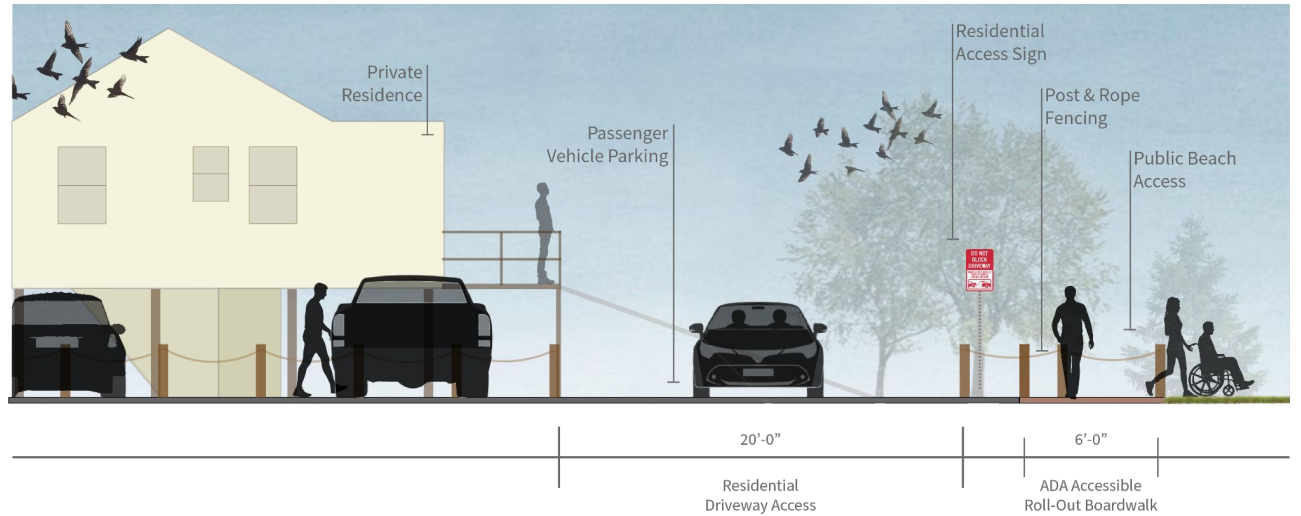 Private
Residence
Passenger
Vehicle Parking
Residential
Access Sign
Post & Rope
Fencing
Public Beach
Access
DO NOT
BLOCK
DRIVEWAY
20'-0”
6'-0”
Residential
Driveway Access
ADA Accessible
Roll-Out Boardwalk